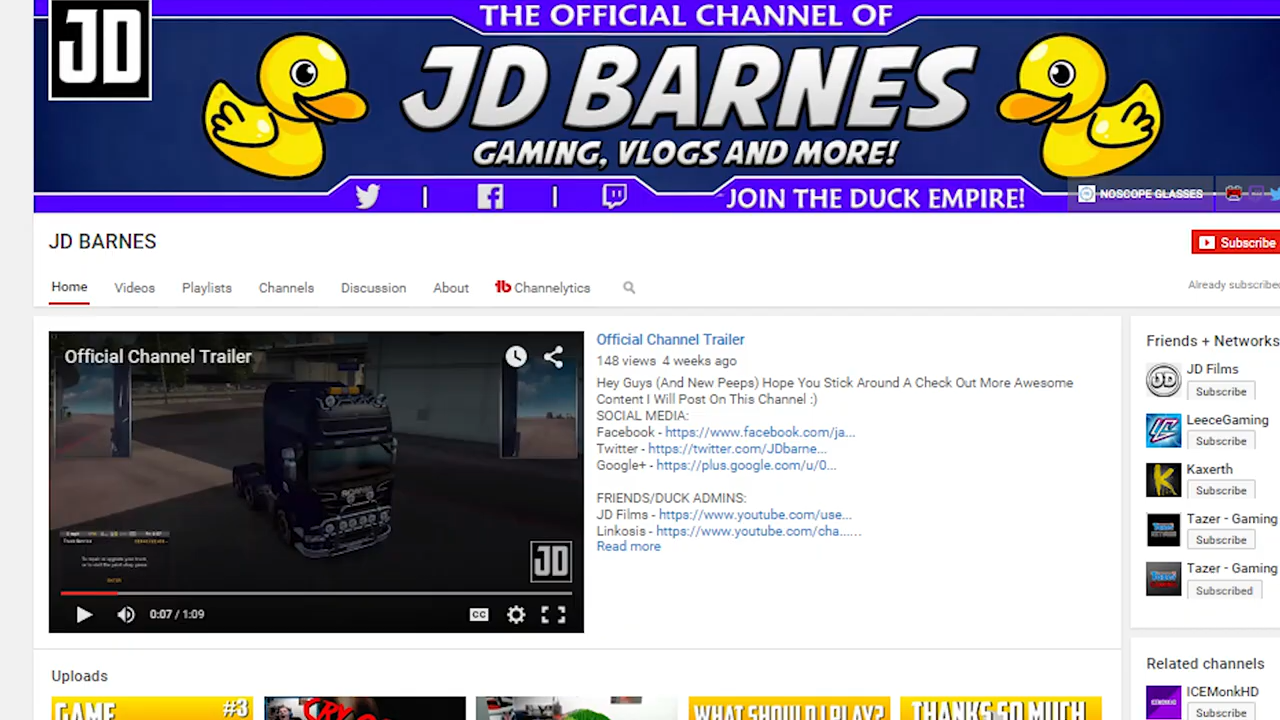 JD
THE OFFICIAL CHANNEL OF
JD BARNES
GAMING, VLOGS AND MORE!
JOIN THE DUCK EMPIRE!
NOSCOPE GLASSES
JD BARNES
Subscribe
Home Videos Playlists Channels Discussion About Channelytics
Already subscribe
Official Channel Trailer
0:07 / 1:09
CC
JD
Official Channel Trailer
148 views 4 weeks ago
Hey Guys (And New Peeps) Hope You Stick Around A Check Out More Awesome
Content I Will Post On This Channel :)
SOCIAL MEDIA:
Facebook - https://www.facebook.com/ja...
Twitter - https://twitter.com/JDbarne...
Google+ - https://plus.google.com/u/0...
FRIENDS/DUCK ADMINS:
JD Films - https://www.youtube.com/use...
Linkosis - https://www.youtube.com/cha......
Read more
Friends + Networks
JD Films
Subscribe
LeeceGaming
Subscribe
Kaxerth
Subscribe
Tazer - Gaming
Subscribe
Tazer - Gaming
Subscribed
Related channels
ICEMonkHD
Subscribe
Uploads
GAME #3
CRY
WHAT SHOULD I PLAY?
THANKS SO MUCH